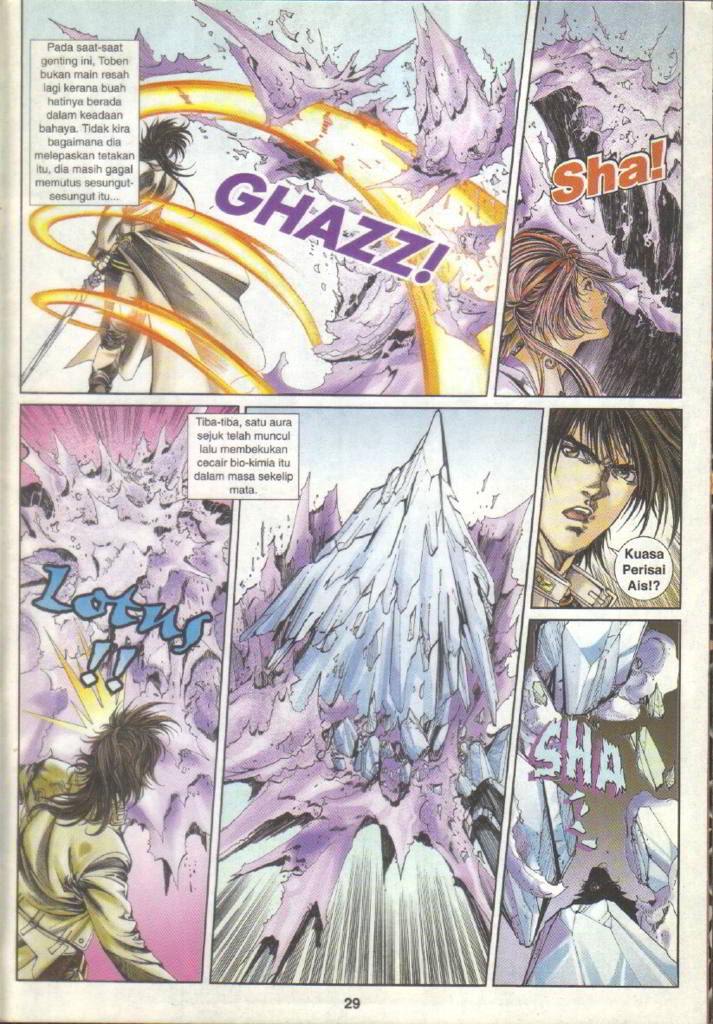 Pada saat-saat
genting ini, Toben
bukan main resah
lagi kerana buah
hatinya berada
dalam keadaan
bahaya. Tidak kira
bagaimana dia
melepaskan tetakan
itu, dia masih gagal
memutus sesungut-
sesungut itu...
GHAZZ!
Sha!
Lotus
!!
Tiba-tiba, satu aura
sejuk telah muncul
lalu membekukan
cecair bio-kimia itu
dalam masa sekelip
mata.
Kuasa
Perisai
Ais!?
SHA
29